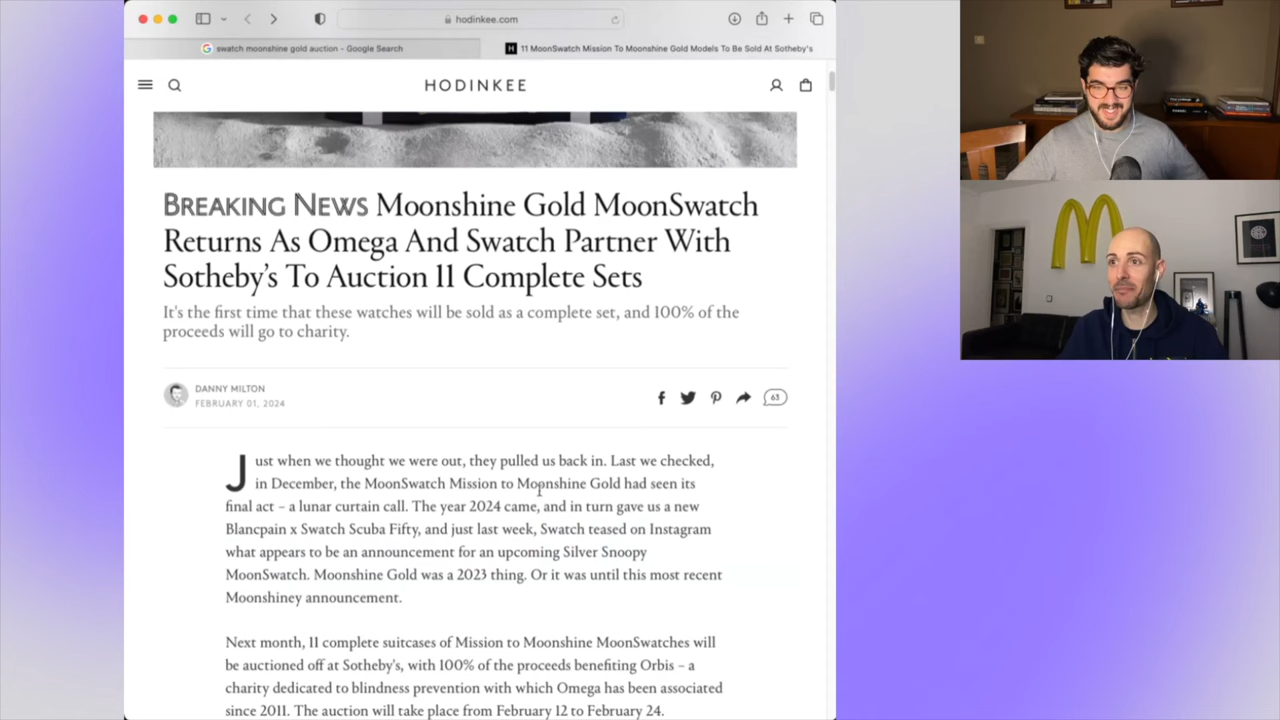 hodinkee.com
swatch moonshine gold auction - Google Search
H 11 MoonSwatch Mission To Moonshine Gold Models To Be Sold At Sotheby's
HODINKEE
BREAKING NEWS Moonshine Gold MoonSwatch
Returns As Omega And Swatch Partner With
Sotheby's To Auction 11 Complete Sets
It's the first time that these watches will be sold as a complete set, and 100% of the
proceeds will go to charity.
DANNY MILTON
FEBRUARY 01, 2024
63
Just when we thought we were out, they pulled us back in. Last we checked,
in December, the MoonSwatch Mission to Moonshine Gold had seen its
final act – a lunar curtain call. The year 2024 came, and in turn gave us a new
Blancpain x Swatch Scuba Fifty, and just last week, Swatch teased on Instagram
what appears to be an announcement for an upcoming Silver Snoopy
MoonSwatch. Moonshine Gold was a 2023 thing. Or it was until this most recent
Moonshiney announcement.
Next month, 11 complete suitcases of Mission to Moonshine MoonSwatches will
be auctioned off at Sotheby's, with 100% of the proceeds benefiting Orbis – a
charity dedicated to blindness prevention with which Omega has been associated
since 2011. The auction will take place from February 12 to February 24.